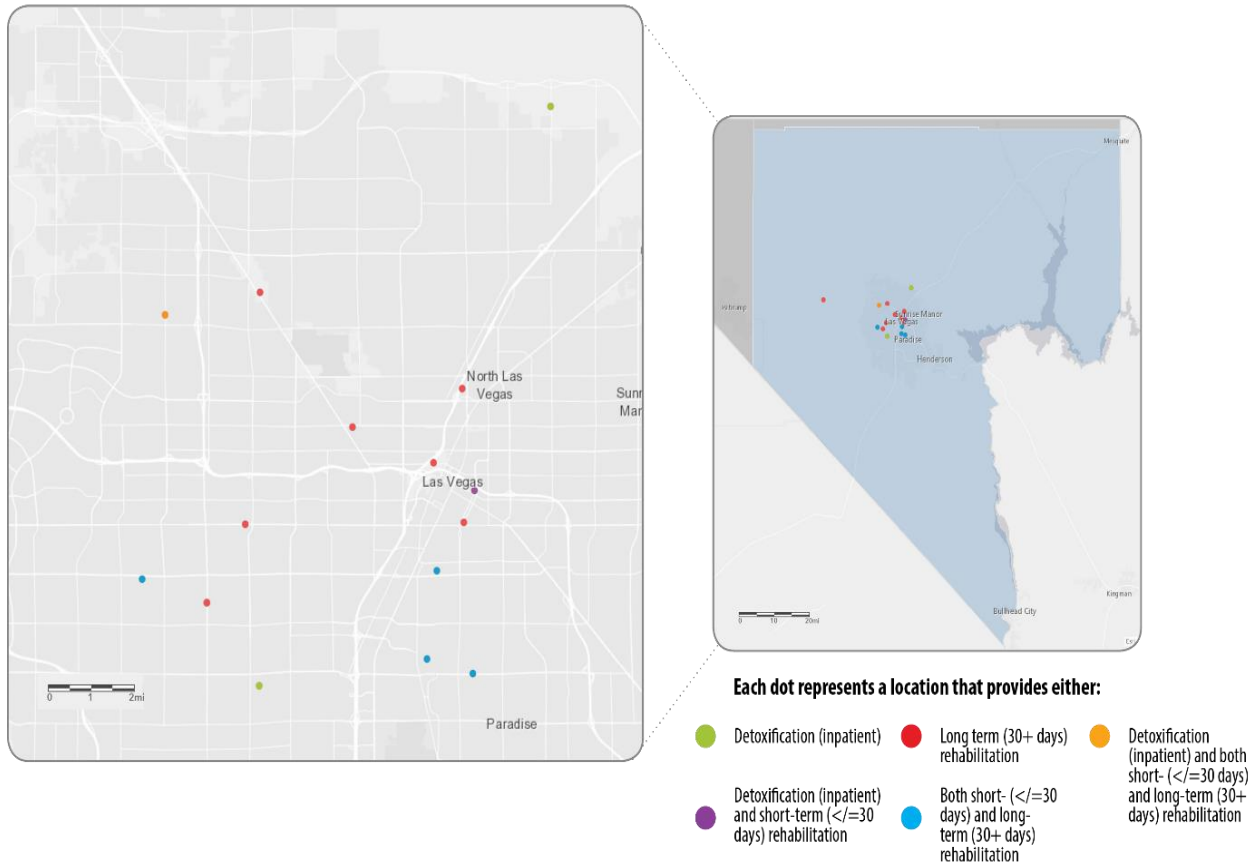 North Las
Vegas
Sunr
Man
Las Vegas
Paradise
0 1 2mi
Mesquite
Pahrump
Sunrise Manor
Las Vegas
Paradise
Henderson
Bullhead City
Kingman
0 10 20mi
Each dot represents a location that provides either:
Detoxification (inpatient)
Long term (30+ days)
rehabilitation
Detoxification
(inpatient) and both
short- (</=30 days)
and long-term (30+
days) rehabilitation
Detoxification (inpatient)
and short-term (</=30
days) rehabilitation
Both short- (</=30
days) and long-
term (30+ days)
rehabilitation